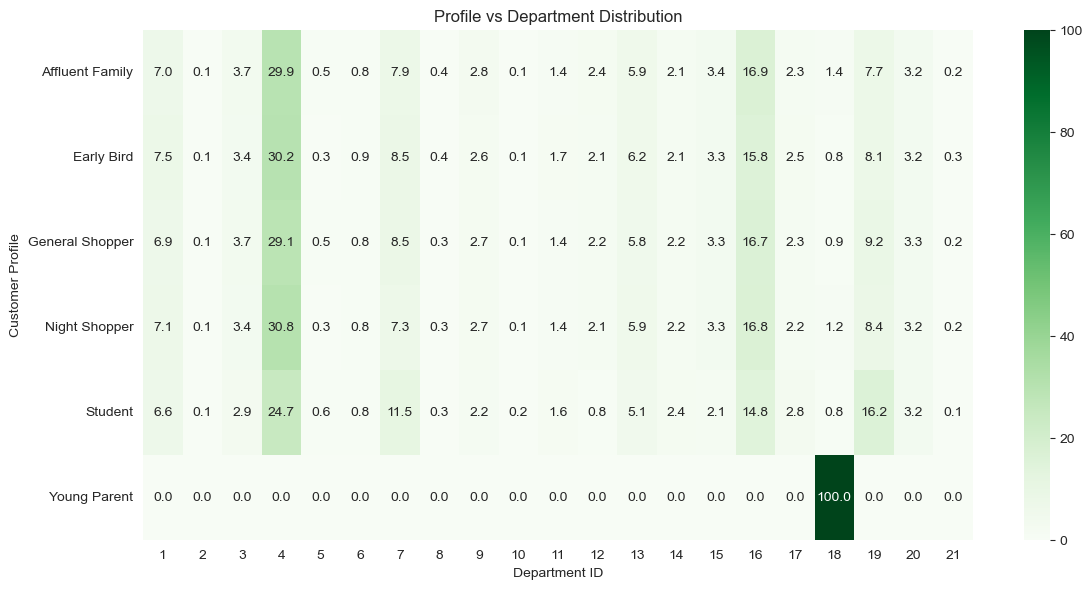 Profile vs Department Distribution
Customer Profile
Affluent Family 7.0 0.1 3.7 29.9 0.5 0.8 7.9 0.4 2.8 0.1 1.4 2.4 5.9 2.1 3.4 16.9 2.3 1.4 7.7 3.2 0.2
Early Bird 7.5 0.1 3.4 30.2 0.3 0.9 8.5 0.4 2.6 0.1 1.7 2.1 6.2 2.1 3.3 15.8 2.5 0.8 8.1 3.2 0.3
General Shopper 6.9 0.1 3.7 29.1 0.5 0.8 8.5 0.3 2.7 0.1 1.4 2.2 5.8 2.2 3.3 16.7 2.3 0.9 9.2 3.3 0.2
Night Shopper 7.1 0.1 3.4 30.8 0.3 0.8 7.3 0.3 2.7 0.1 1.4 2.1 5.9 2.2 3.3 16.8 2.2 1.2 8.4 3.2 0.2
Student 6.6 0.1 2.9 24.7 0.6 0.8 11.5 0.3 2.2 0.2 1.6 0.8 5.1 2.4 2.1 14.8 2.8 0.8 16.2 3.2 0.1
Young Parent 0.0 0.0 0.0 0.0 0.0 0.0 0.0 0.0 0.0 0.0 0.0 0.0 0.0 0.0 0.0 0.0 0.0 100.0 0.0 0.0 0.0
1 2 3 4 5 6 7 8 9 10 11 12 13 14 15 16 17 18 19 20 21
Department ID
100
80
60
40
20
0